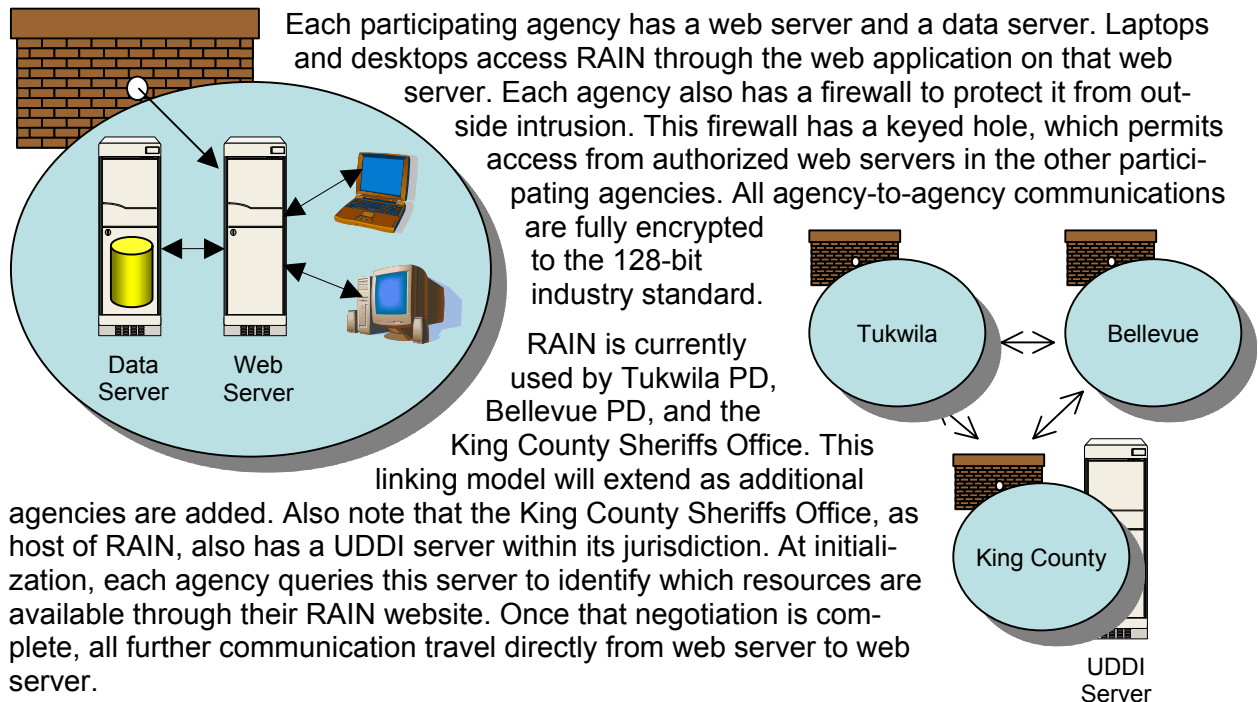 Each participating agency has a web server and a data server. Laptops
and desktops access RAIN through the web application on that web
server. Each agency also has a firewall to protect it from out-
side intrusion. This firewall has a keyed hole, which permits
access from authorized web servers in the other partici-
pating agencies. All agency-to-agency communications
are fully encrypted
to the 128-bit
industry standard.
Data
Server
Web
Server
RAIN is currently
used by Tukwila PD,
Bellevue PD, and the
King County Sheriffs Office. This
linking model will extend as additional
agencies are added. Also note that the King County Sheriffs Office, as
host of RAIN, also has a UDDI server within its jurisdiction. At initiali-
zation, each agency queries this server to identify which resources are
available through their RAIN website. Once that negotiation is com-
plete, all further communication travel directly from web server to web
server.
Tukwila
Bellevue
King County
UDDI
Server